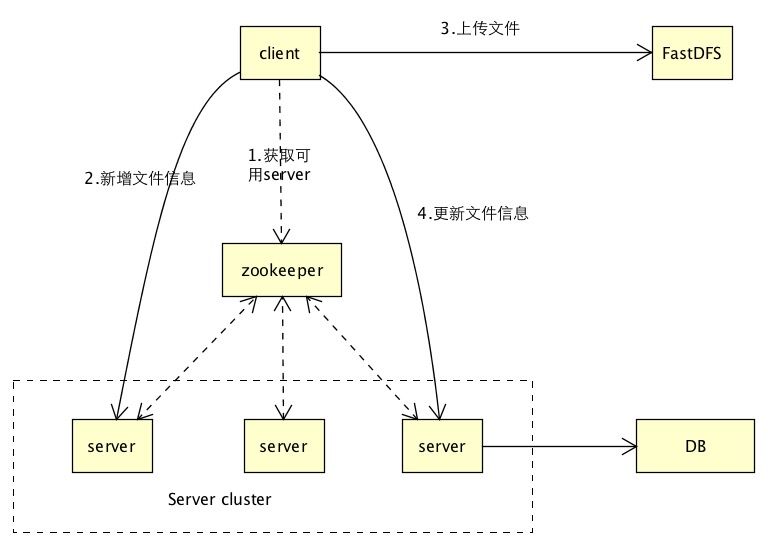 3.上传文件
client
FastDFS
1.获取可
用server
2.新增文件信息
4.更新文件信息
zookeeper
server
server
server
DB
Server cluster